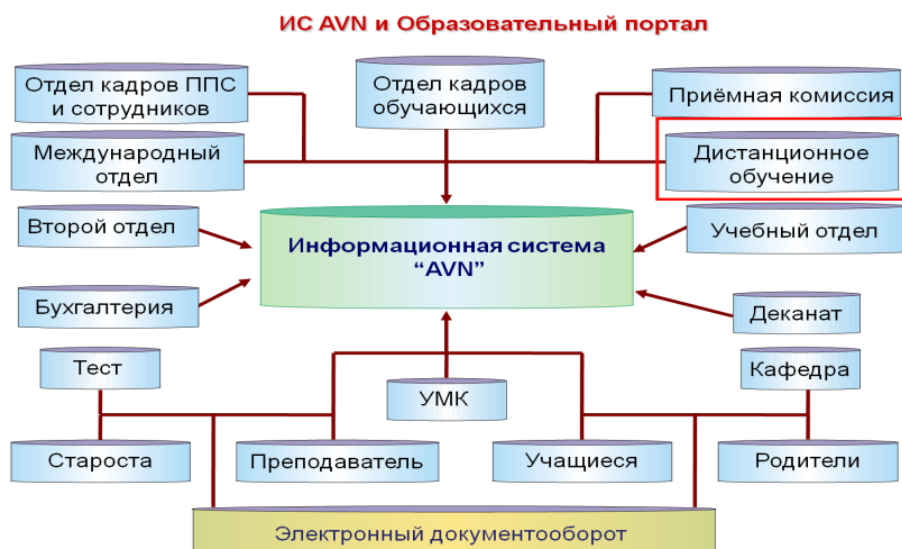 ИС AVN и Образовательный портал
Отдел кадров ППС
и сотрудников
Отдел кадров
обучающихся
Приёмная комиссия
Международный
отдел
Дистанционное
обучение
Второй отдел
Информационная система
“AVN”
Учебный отдел
Бухгалтерия
Деканат
Тест
УМК
Кафедра
Староста
Преподаватель
Учащиеся
Родители
Электронный документооборот